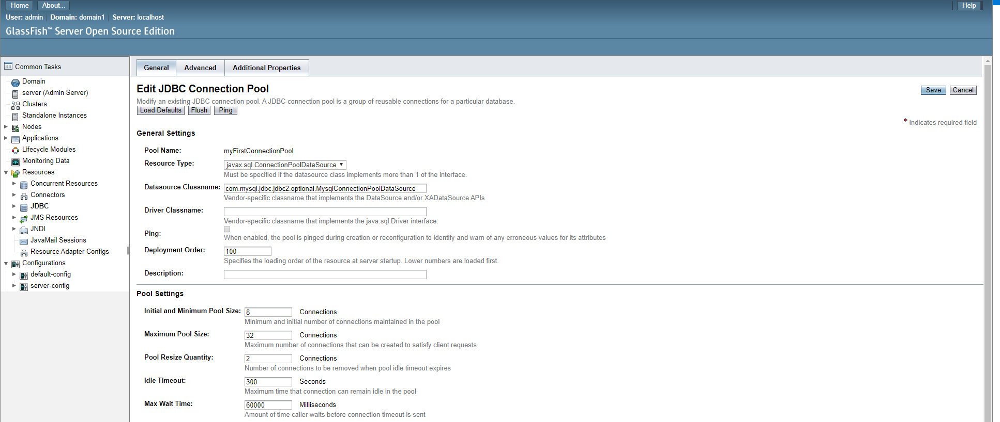 Home About... Help
User: admin Domain: domain1 Server: localhost
GlassFish™ Server Open Source Edition
Common Tasks
Domain
server (Admin Server)
Clusters
Standalone Instances
Nodes
Applications
Lifecycle Modules
Monitoring Data
Resources
Concurrent Resources
Connectors
JDBC
JMS Resources
JNDI
JavaMail Sessions
Resource Adapter Configs
Configurations
default-config
server-config
General Advanced Additional Properties
Edit JDBC Connection Pool
Save Cancel
Modify an existing JDBC connection pool. A JDBC connection pool is a group of reusable connections for a particular database.
Load Defaults Flush Ping
* Indicates required field
General Settings
Pool Name: myFirstConnectionPool
Resource Type: javax.sql.ConnectionPoolDataSource
Must be specified if the datasource class implements more than 1 of the interface.
Datasource Classname: com.mysql.jdbc.jdbc2.optional.MysqlConnectionPoolDataSource
Vendor-specific classname that implements the DataSource and/or XADataSource APIs
Driver Classname:
Vendor-specific classname that implements the java.sql.Driver interface.
Ping:
When enabled, the pool is pinged during creation or reconfiguration to identify and warn of any erroneous values for its attributes
Deployment Order: 100
Specifies the loading order of the resource at server startup. Lower numbers are loaded first.
Description:
Pool Settings
Initial and Minimum Pool Size: 8 Connections
Minimum and initial number of connections maintained in the pool
Maximum Pool Size: 32 Connections
Maximum number of connections that can be created to satisfy client requests
Pool Resize Quantity: 2 Connections
Number of connections to be removed when pool idle timeout expires
Idle Timeout: 300 Seconds
Maximum time that connection can remain idle in the pool
Max Wait Time: 60000 Milliseconds
Amount of time caller waits before connection timeout is sent